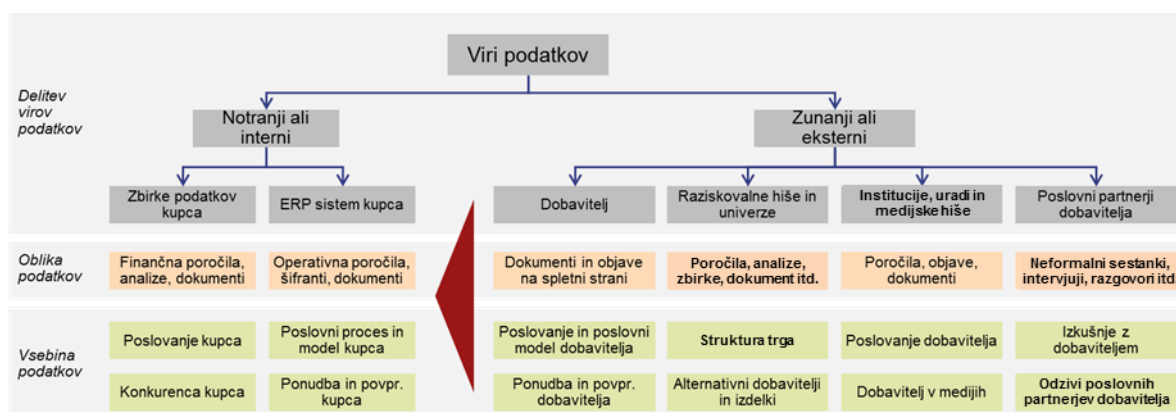 Viri podatkov
Delitev
virov
podatkov
Notranji ali
interni
Zunanji ali
eksterni
Zbirke podatkov
kupca
ERP sistem kupca
Dobavitelj
Raziskovalne hiše in
univerze
Institucije, uradi in
medijske hiše
Poslovni partnerji
dobavitelja
Oblika
podatkov
Finančna poročila,
analize, dokumenti
Operativna poročila,
šifranti, dokumenti
Dokumenti in objave
na spletni strani
Poročila, analize,
zbirke, dokument itd.
Poročila, objave,
dokumenti
Neformalni sestanki,
intervjuji, razgovori itd.
Vsebina
podatkov
Poslovanje kupca
Poslovni proces in
model kupca
Poslovanje in poslovni
model dobavitelja
Struktura trga
Poslovanje dobavitelja
Izkušnje z
dobaviteljem
Konkurenca kupca
Ponudba in povpr.
kupca
Ponudba in povpr.
dobavitelja
Alternativni dobavitelji
in izdelki
Dobavitelj v medijih
Odzivi poslovnih
partnerjev dobavitelja